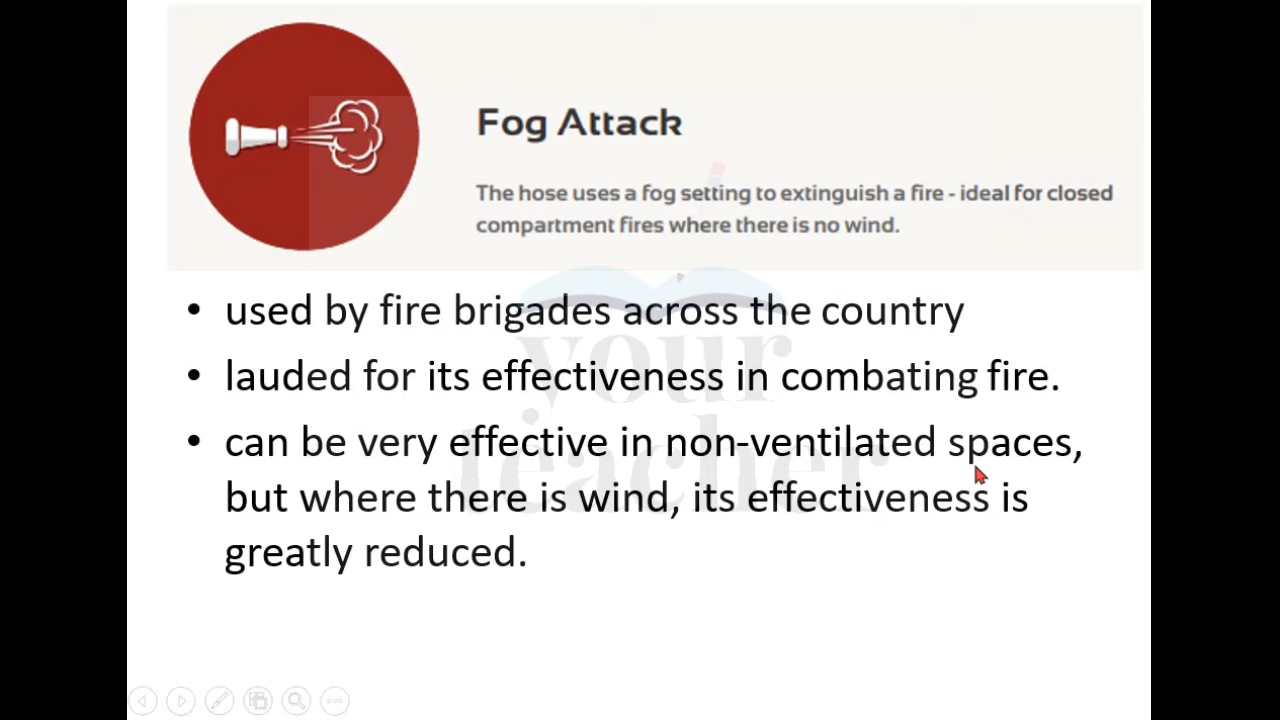 Fog Attack
The hose uses a fog setting to extinguish a fire - ideal for closed
compartment fires where there is no wind.
• used by fire brigades across the country
• lauded for its effectiveness in combating fire.
• can be very effective in non-ventilated spaces,
but where there is wind, its effectiveness is
greatly reduced.
your
teacher